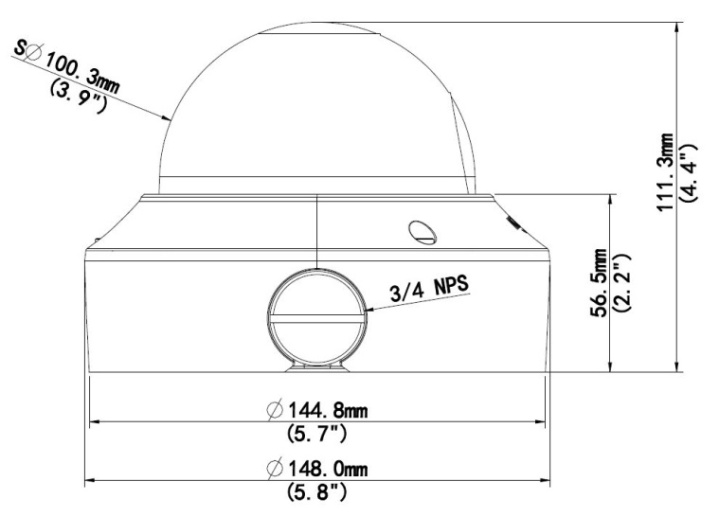 S∅100.3mm
(3.9")
111.3mm
(4.4")
56.5mm
(2.2")
3/4 NPS
∅144.8mm
(5.7")
∅148.0mm
(5.8")